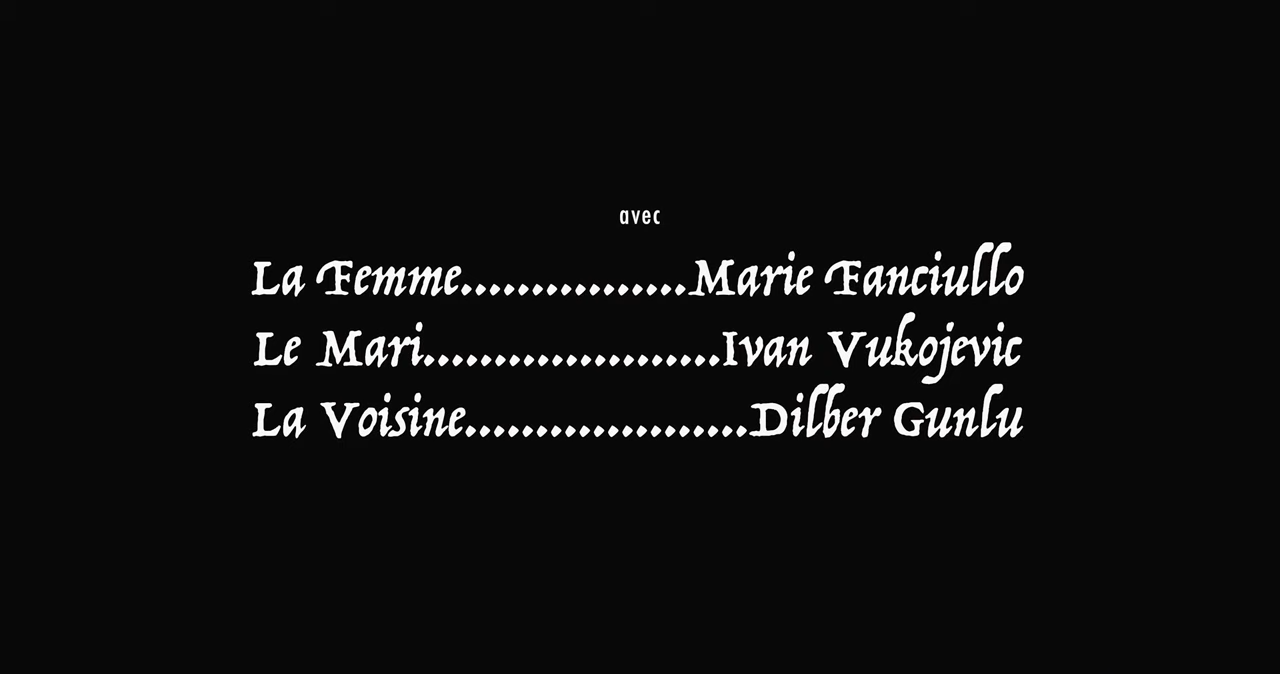 avec
La Femme................Marie Fanciullo
Le Mari.....................Ivan Vukojevic
La Voisine....................Dilber Gunlu